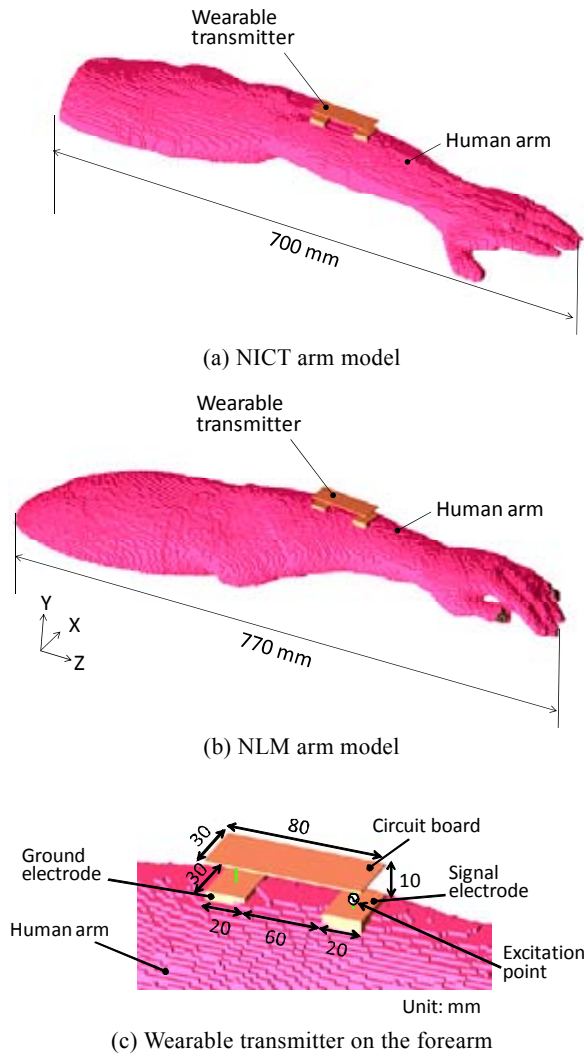 Wearable
transmitter
Human arm
700 mm
(a) NICT arm model
Wearable
transmitter
Human arm
Y
X
Z
770 mm
(b) NLM arm model
30
80
Circuit board
Ground
electrode
30
10
Signal
electrode
20
60
20
Human arm
Excitation
point
Unit: mm
(c) Wearable transmitter on the forearm